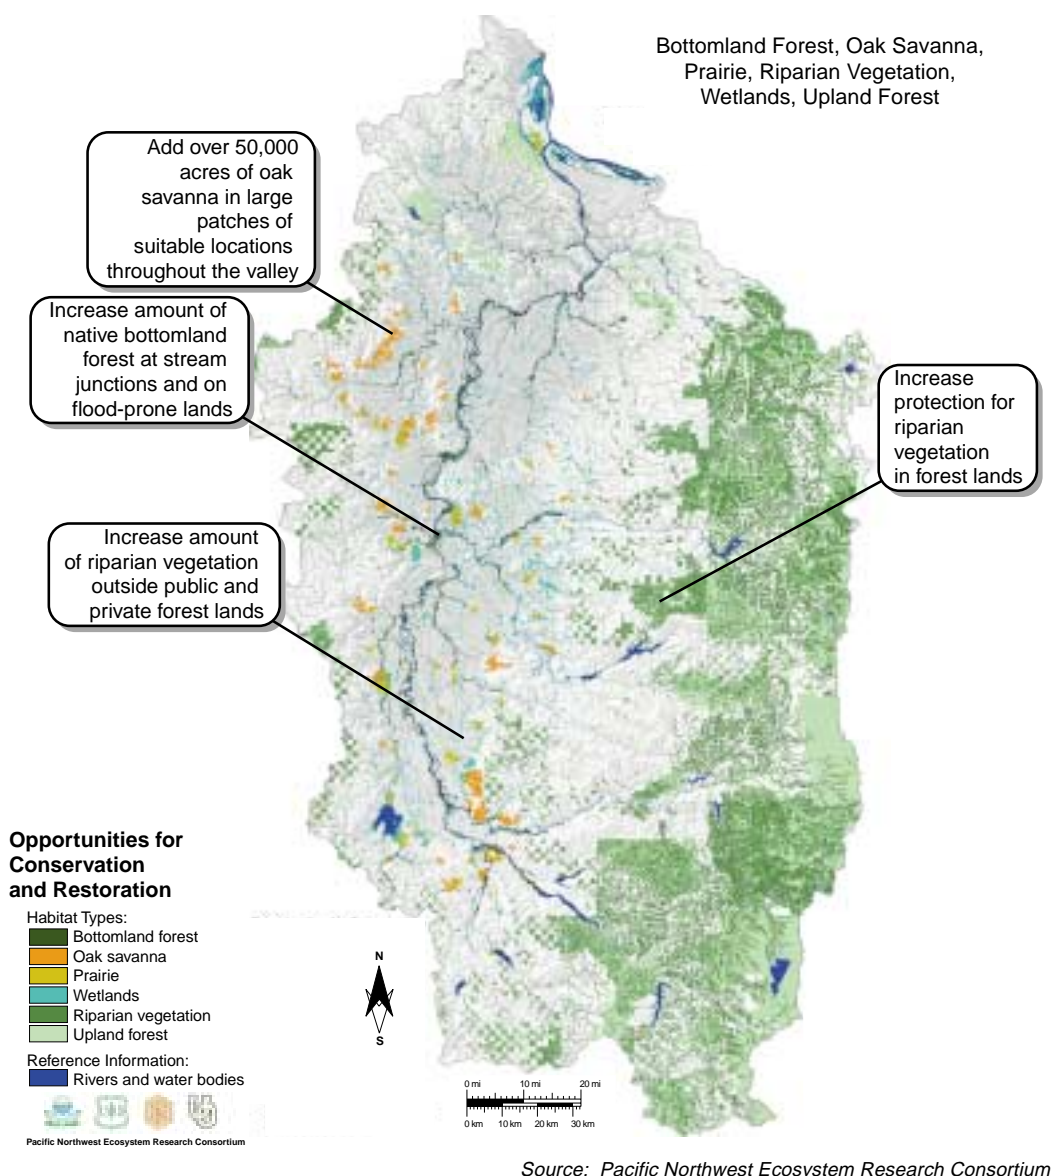 Bottomland Forest, Oak Savanna,
Prairie, Riparian Vegetation,
Wetlands, Upland Forest
Add over 50,000
acres of oak
savanna in large
patches of
suitable locations
throughout the valley
Increase amount of
native bottomland
forest at stream
junctions and on
flood-prone lands
Increase
protection for
riparian
vegetation
in forest lands
Increase amount
of riparian vegetation
outside public and
private forest lands
Opportunities for
Conservation
and Restoration
Habitat Types:
Bottomland forest
Oak savanna
Prairie
Wetlands
Riparian vegetation
Upland forest
Reference Information:
Rivers and water bodies
Pacific Northwest Ecosystem Research Consortium
N
S
0 mi 10 mi 20 mi
0 km 10 km 20 km 30 km
Source: Pacific Northwest Ecosystem Research Consortium